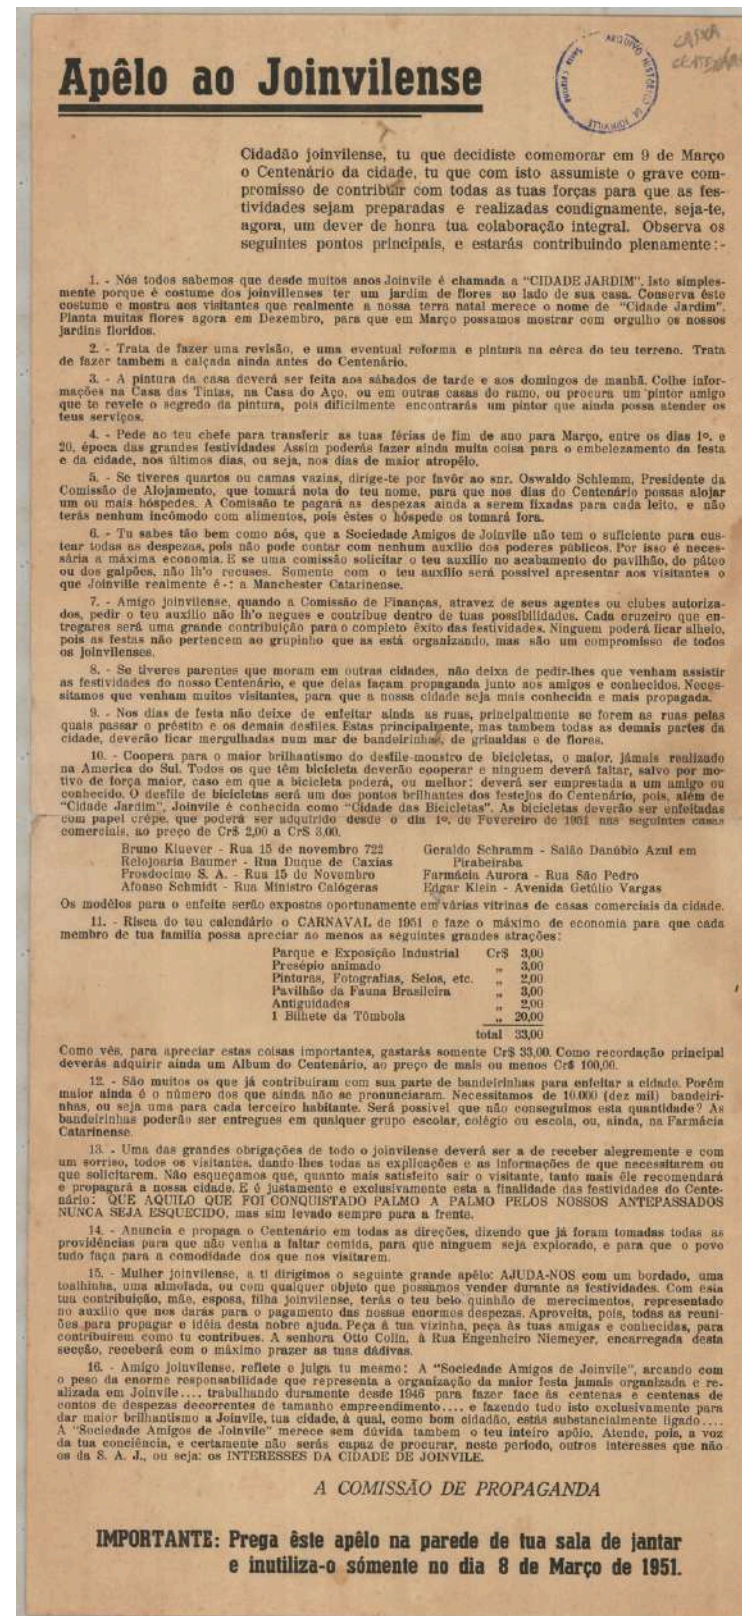 Apêlo ao Joinvilense
ARQUIVO HISTÓRICO DE JOINVILLE
SANTA CATARINA
Cidadão joinvilense, tu que decidiste comemorar em 9 de Março
o Centenário da cidade, tu que com isto assumiste o grave com-
promisso de contribuir com todas as tuas forças para que as fes-
tividades sejam preparadas e realizadas condignamente, seja-te,
agora, um dever de honra tua colaboração integral. Observa os
seguintes pontos principais, e estarás contribuindo plenamente:-
1. - Nós todos sabemos que desde muitos anos Joinvile é chamada a "CIDADE JARDIM". Isto simples-
mente porque é costume dos joinvillenses ter um jardim de flores ao lado de sua casa. Conserva êste
costume e mostra aos visitantes que realmente a nossa terra natal merece o nome de "Cidade Jardim".
Planta muitas flores agora em Dezembro, para que em Março possamos mostrar com orgulho os nossos
jardins floridos.
2. - Trata de fazer uma revisão, e uma eventual reforma e pintura na cêrca do teu terreno. Trata
de fazer tambem a calçada ainda antes do Centenário.
3. - A pintura da casa deverá ser feita aos sábados de tarde e aos domingos de manhã. Colhe infor-
mações na Casa das Tintas, na Casa do Aço, ou em outras casas do ramo, ou procura um pintor amigo
que te revele o segredo da pintura, pois dificilmente encontrarás um pintor que ainda possa atender os
teus serviços.
4. - Pede ao teu chefe para transferir as tuas férias de fim de ano para Março, entre os dias 1º. e
20, época das grandes festividades Assim poderás fazer ainda muita coisa para o embelezamento da festa
e da cidade, nos últimos dias, ou seja, nos dias de maior atropêlo.
5. - Se tiveres quartos ou camas vazias, dirige-te por favôr ao snr. Oswaldo Schlemm, Presidente da
Comissão de Alojamento, que tomará nota do teu nome, para que nos dias do Centenário possas alojar
um ou mais hóspedes. A Comissão te pagará as despezas ainda a serem fixadas para cada leito, e não
terás nenhum incômodo com alimentos, pois êstes o hóspede os tomará fora.
6. - Tu sabes tão bem como nós, que a Sociedade Amigos de Joinvile não tem o suficiente para cus-
tear todas as despezas, pois não pode contar com nenhum auxilio dos poderes públicos. Por isso é neces-
sária a máxima economia. E se uma comissão solicitar o teu auxílio no acabamento do pavilhão, do páteo
ou dos galpões, não lh'o recuses. Somente com o teu auxílio será possivel apresentar aos visitantes o
que Joinville realmente é-: a Manchester Catarinense.
7. - Amigo joinvilense, quando a Comissão de Finanças, atravez de seus agentes ou clubes autoriza-
dos, pedir o teu auxilio não lh'o negues e contribue dentro de tuas possibilidades. Cada cruzeiro que en-
tregares será uma grande contribuição para o completo êxito das festividades. Ninguem poderá ficar alheio,
pois as festas não pertencem ao grupinho que as está organizando, mas são um compromisso de todos
os joinvilenses.
8. - Se tiveres parentes que moram em outras cidades, não deixa de pedir-lhes que venham assistir
as festividades do nosso Centenário, e que delas façam propaganda junto aos amigos e conhecidos. Neces-
sitamos que venham muitos visitantes, para que a nossa cidade seja mais conhecida e mais propagada.
9. - Nos dias de festa não deixe de enfeitar ainda as ruas, principalmente se forem as ruas pelas
quais passar o préstito e os demais desfiles. Estas principalmente, mas tambem todas as demais partes da
cidade, deverão ficar mergulhadas num mar de bandeirinhas, de grinaldas e de flores.
10. - Coopera para o maior brilhantismo do desfile-monstro de bicicletas, o maior, jámais realizado
na America do Sul. Todos os que têm bicicleta deverão cooperar e ninguem deverá faltar, salvo por mo-
tivo de força maior, caso em que a bicicleta poderá, ou melhor: deverá ser emprestada a um amigo ou
conhecido. O desfile de bicicletas será um dos pontos brilhantes dos festejos do Centenário, pois, além de
"Cidade Jardim", Joinvile é conhecida como "Cidade das Bicicletas". As bicicletas deverão ser enfeitadas
com papel crêpe, que poderá ser adquirido desde o dia 1º. de Fevereiro de 1951 nas seguintes casas
comerciais, ao preço de Cr$ 2,00 a Cr$ 3,00.
Bruno Kluever - Rua 15 de novembro 722
Relojoaria Baumer - Rua Duque de Caxias
Prosdocimo S. A. - Rua 15 de Novembro
Afonso Schmidt - Rua Ministro Calógeras
Geraldo Schramm - Salão Danúbio Azul em
Pirabeiraba
Farmácia Aurora - Rua São Pedro
Edgar Klein - Avenida Getúlio Vargas
Os modêlos para o enfeite serão expostos oportunamente em várias vitrinas de casas comerciais da cidade.
11. - Risca do teu calendário o CARNAVAL de 1951 e faze o máximo de economia para que cada
membro de tua familia possa apreciar ao menos as seguintes grandes atrações:
Parque e Exposição Industrial Cr$ 3,00
Presépio animado „ 3,00
Pinturas, Fotografias, Selos, etc. „ 2,00
Pavilhão da Fauna Brasileira „ 3,00
Antiguidades „ 2,00
1 Bilhete da Tômbola „ 20,00
total 33,00
Como vês, para apreciar estas coisas importantes, gastarás somente Cr$ 33,00. Como recordação principal
deverás adquirir ainda um Album do Centenário, ao preço de mais ou menos Cr$ 100,00.
12. - São muitos os que já contribuiram com sua parte de bandeirinhas para enfeitar a cidade. Porém
maior ainda é o número dos que ainda não se pronunciaram. Necessitamos de 10.000 (dez mil) bandeiri-
nhas, ou seja uma para cada terceiro habitante. Será possivel que não conseguimos esta quantidade? As
bandeirinhas poderão ser entregues em qualquer grupo escolar, colégio ou escola, ou, ainda, na Farmácia
Catarinense.
13. - Uma das grandes obrigações de todo o joinvilense deverá ser a de receber alegremente e com
um sorriso, todos os visitantes, dando-lhes todas as explicações e as informações de que necessitarem ou
que solicitarem. Não esqueçamos que, quanto mais satisfeito sair o visitante, tanto mais êle recomendará
e propagará a nossa cidade. E é justamente e exclusivamente esta a finalidade das festividades do Cente-
nário: QUE AQUILO QUE FOI CONQUISTADO PALMO A PALMO PELOS NOSSOS ANTEPASSADOS
NUNCA SEJA ESQUECIDO, mas sim levado sempre para a frente.
14. - Anuncia e propaga o Centenário em todas as direções, dizendo que já foram tomadas todas as
providências para que não venha a faltar comida, para que ninguem seja explorado, e para que o povo
tudo faça para a comodidade dos que nos visitarem.
15. - Mulher joinvilense, a ti dirigimos o seguinte grande apêlo: AJUDA-NOS com um bordado, uma
toalhinha, uma almofada, ou com qualquer objeto que possamos vender durante as festividades. Com esta
tua contribuição, mãe, esposa, filha joinvilense, terás o teu belo quinhão de merecimentos, representado
no auxilio que nos darás para o pagamento das nossas enormes despezas. Aproveita, pois, todas as reuni-
ões para propagar e idéia desta nobre ajuda. Peça à tua vizinha, peça às tuas amigas e conhecidas, para
contribuirem como tu contribues. A senhora Otto Colin, à Rua Engenheiro Niemeyer, encarregada desta
secção, receberá com o máximo prazer as tuas dádivas.
16. - Amigo joinvilense, reflete e julga tu mesmo: A "Sociedade Amigos de Joinvile", arcando com
o peso da enorme responsabilidade que representa a organização da maior festa jamais organizada e re-
alizada em Joinvile.... trabalhando duramente desde 1946 para fazer face às centenas e centenas de
contos de despezas decorrentes de tamanho empreendimento.... e fazendo tudo isto exclusivamente para
dar maior brilhantismo a Joinvile, tua cidade, à qual, como bom cidadão, estás substancialmente ligado....
A "Sociedade Amigos de Joinvile" merece sem dúvida tambem o teu inteiro apôio. Atende, pois, a voz
da tua conciência, e certamente não serás capaz de procurar, neste período, outros interesses que não
os da S. A. J., ou seja: os INTERESSES DA CIDADE DE JOINVILE.
A COMISSÃO DE PROPAGANDA
IMPORTANTE: Prega êste apêlo na parede de tua sala de jantar
e inutiliza-o sómente no dia 8 de Março de 1951.